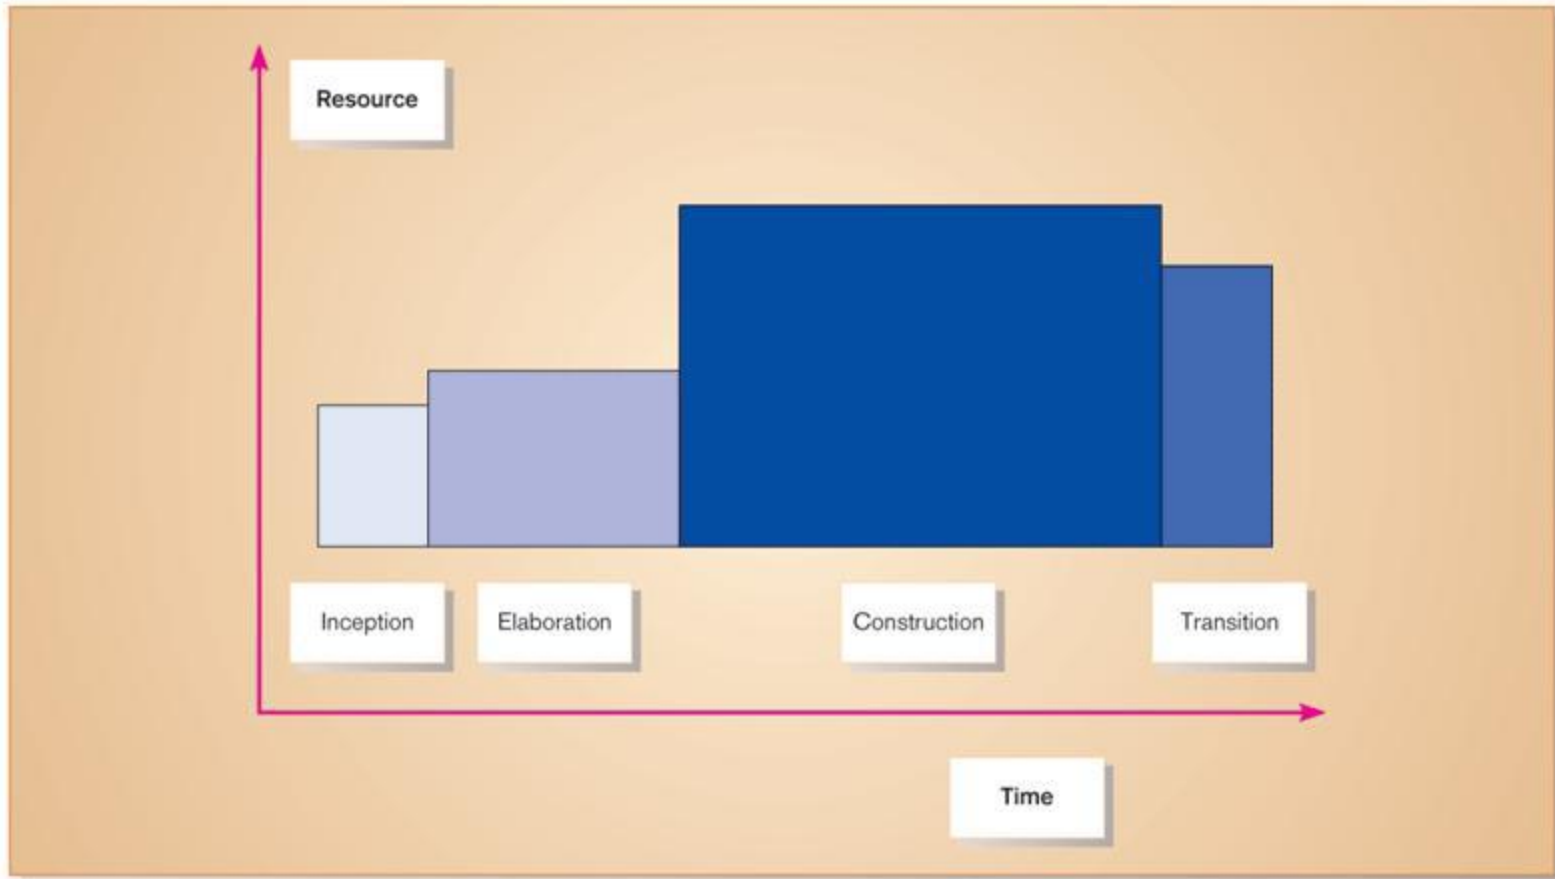 Resource
Inception
Elaboration
Construction
Transition
Time